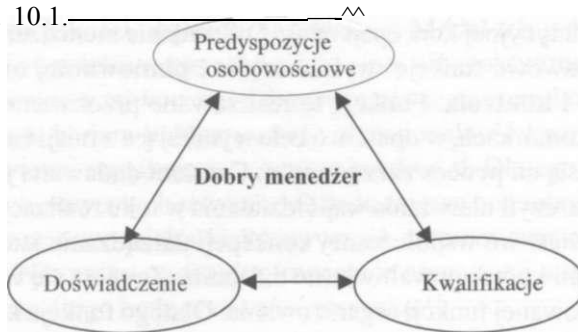 10.1. ^^
Predyspozycje
osobowościowe
Dobry menedżer
Doświadczenie
Kwalifikacje